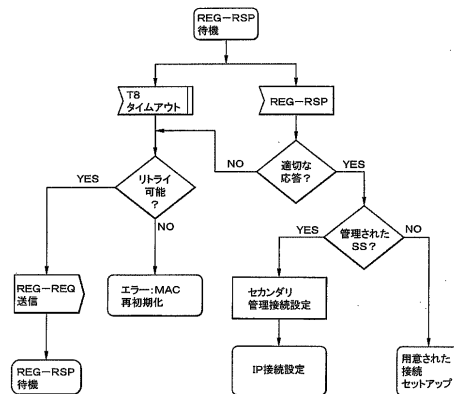 REG-RSP
待機
T8
タイムアウト
REG-RSP
適切な
応答?
NO
YES
リトライ
可能
?
YES
NO
管理された
SS?
YES
NO
REG-REQ
送信
エラー:MAC
再初期化
セカンダリ
管理接続設定
REG-RSP
待機
IP接続設定
用意された
接続
セットアップ